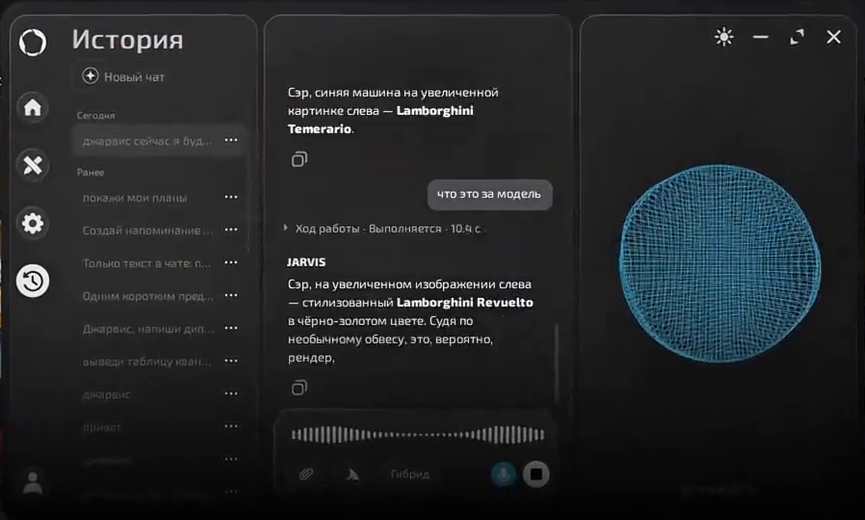 История
Новый чат
Сегодня
джарвис сейчас я буд...
Ранее
покажи мои планы
Создай напоминание ...
Только текст в чате: п...
Одним коротким пред...
Джарвис, напиши дип...
выведи таблицу кван...
джарвис
привет
Сэр, синяя машина на увеличенной
картинке слева — Lamborghini
Temerario.
что это за модель
Ход работы · Выполняется · 10.4 с
JARVIS
Сэр, на увеличенном изображении слева
— стилизованный Lamborghini Revuelto
в чёрно-золотом цвете. Судя по
необычному обвесу, это, вероятно,
рендер,
Гибрид